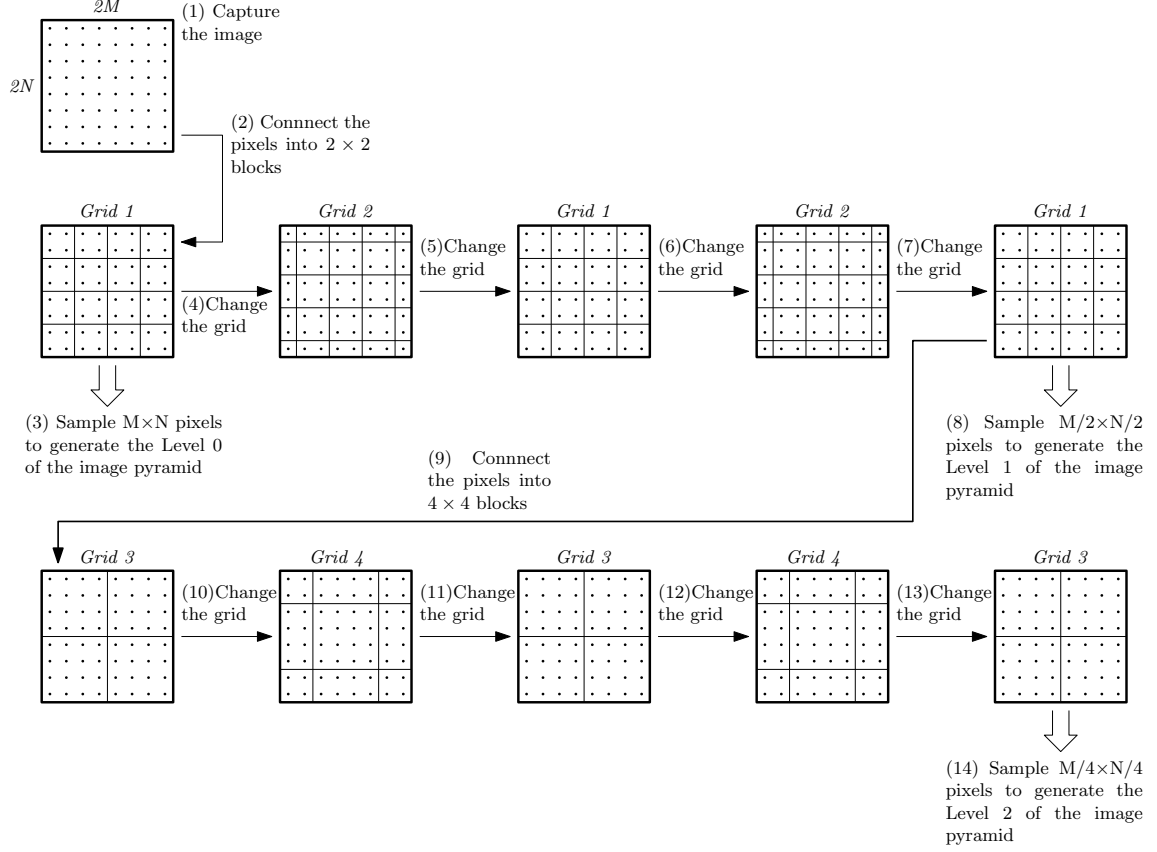 2M
(1) Capture
the image
2N
(2) Connnect the
pixels into 2 × 2
blocks
Grid 1
Grid 2
Grid 1
Grid 2
Grid 1
(4)Change
the grid
(5)Change
the grid
(6)Change
the grid
(7)Change
the grid
(3) Sample M×N pixels
to generate the Level 0
of the image pyramid
(8) Sample M/2×N/2
pixels to generate the
Level 1 of the image
pyramid
(9) Connnect
the pixels into
4 × 4 blocks
Grid 3
Grid 4
Grid 3
Grid 4
Grid 3
(10)Change
the grid
(11)Change
the grid
(12)Change
the grid
(13)Change
the grid
(14) Sample M/4×N/4
pixels to generate the
Level 2 of the image
pyramid